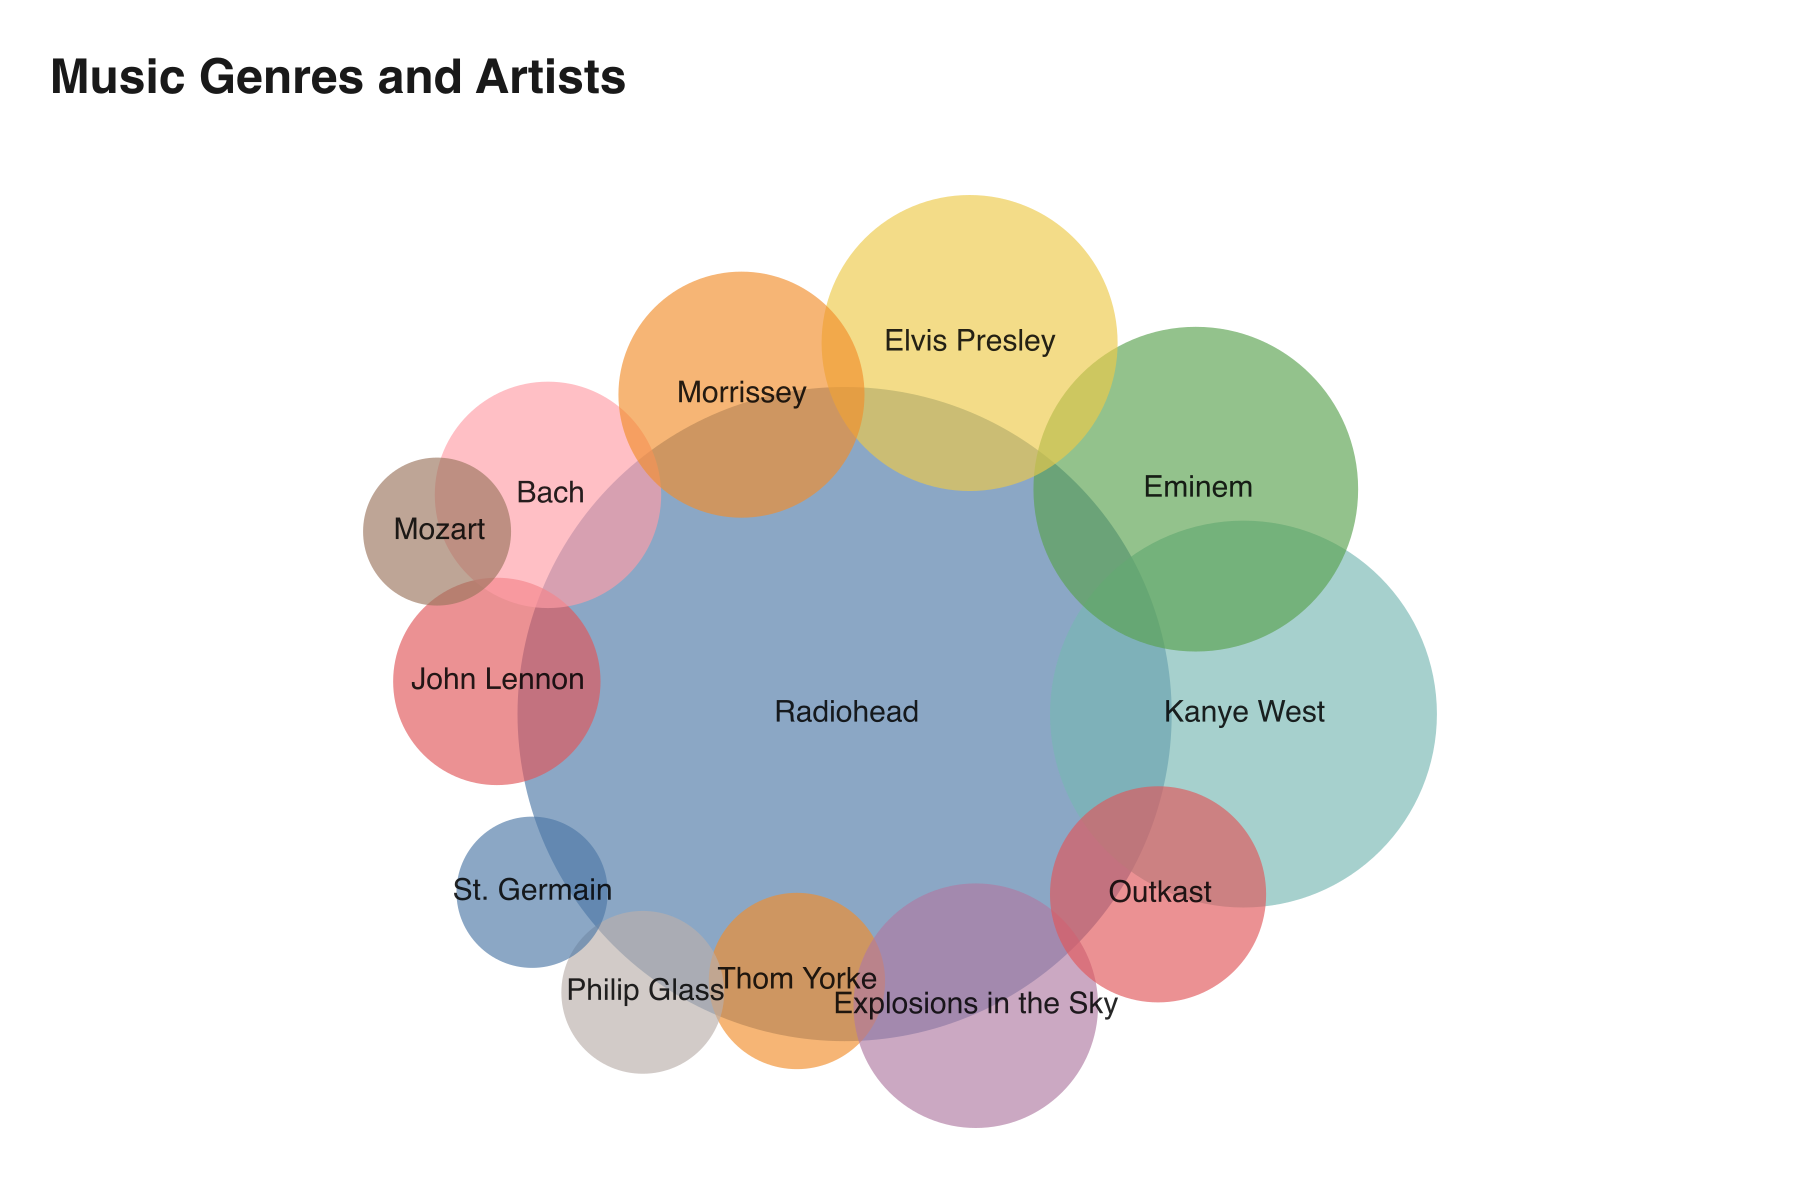 Music Genres and Artists
Elvis Presley
Morrissey
Eminem
Bach
Mozart
John Lennon
Radiohead
Kanye West
St. Germain
Outkast
Thom Yorke
Philip Glass
Explosions in the Sky